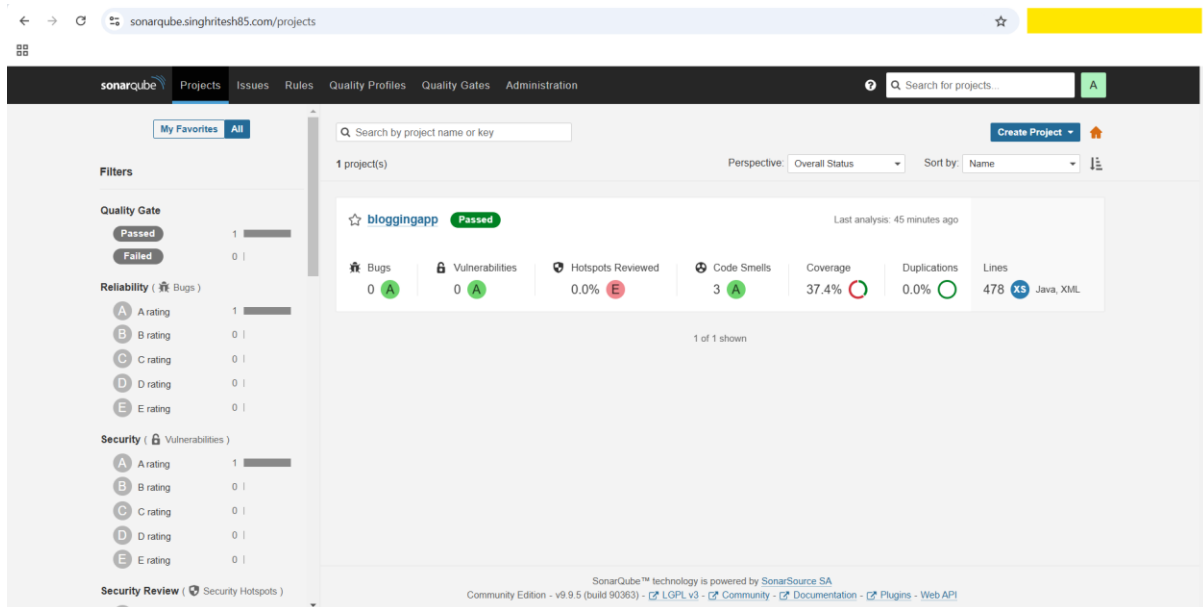 sonarqube.singhritesh85.com/projects
sonarqube Projects Issues Rules Quality Profiles Quality Gates Administration ? Search for projects... A
My Favorites All
Search by project name or key
Create Project
1 project(s)
Perspective: Overall Status
Sort by: Name
Filters
Quality Gate
Passed 1
Failed 0
Reliability ( Bugs )
A A rating 1
B B rating 0
C C rating 0
D D rating 0
E E rating 0
Security ( Vulnerabilities )
A A rating 1
B B rating 0
C C rating 0
D D rating 0
E E rating 0
Security Review ( Security Hotspots )
bloggingapp Passed
Last analysis: 45 minutes ago
Bugs Vulnerabilities Hotspots Reviewed Code Smells Coverage Duplications Lines
0 A 0 A 0.0% E 3 A 37.4% 0.0% 478 XS Java, XML
1 of 1 shown
SonarQube™ technology is powered by SonarSource SA
Community Edition - v9.9.5 (build 90363) - LGPL v3 - Community - Documentation - Plugins - Web API